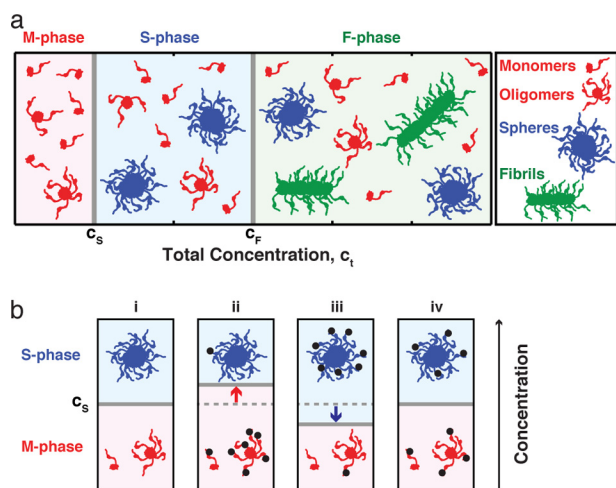 a
M-phase S-phase F-phase
Monomers
Oligomers
Spheres
Fibrils
cS cF
Total Concentration, ct
b
i ii iii iv
S-phase
cS
M-phase
Concentration